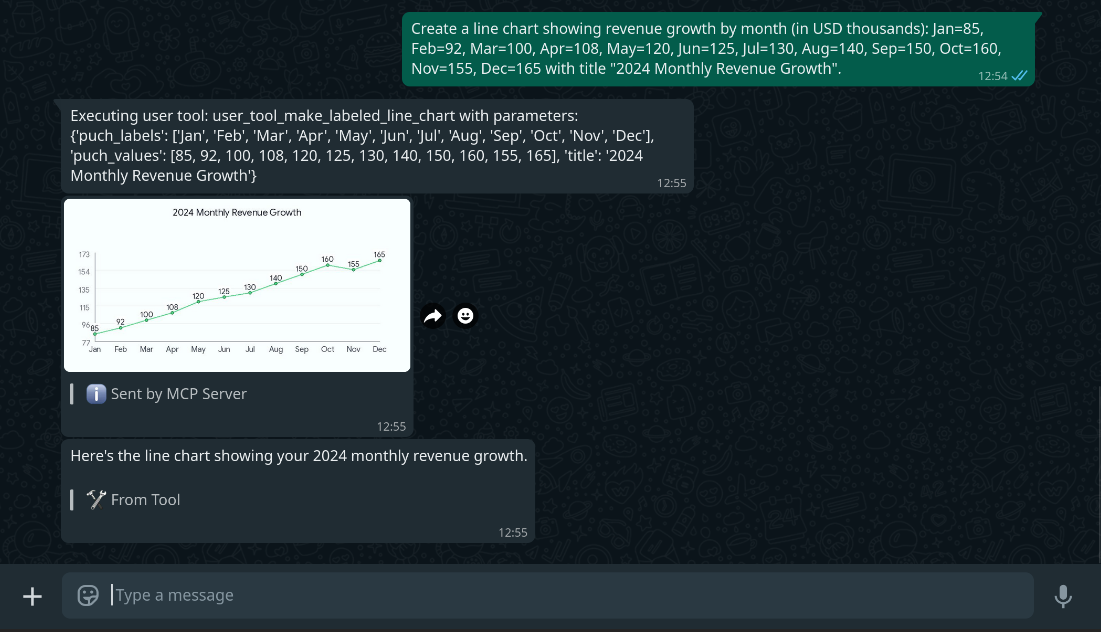 Create a line chart showing revenue growth by month (in USD thousands): Jan=85,
Feb=92, Mar=100, Apr=108, May=120, Jun=125, Jul=130, Aug=140, Sep=150, Oct=160,
Nov=155, Dec=165 with title "2024 Monthly Revenue Growth".
12:54
Executing user tool: user_tool_make_labeled_line_chart with parameters:
{'puch_labels': ['Jan', 'Feb', 'Mar', 'Apr', 'May', 'Jun', 'Jul', 'Aug', 'Sep', 'Oct', 'Nov', 'Dec'],
'puch_values': [85, 92, 100, 108, 120, 125, 130, 140, 150, 160, 155, 165], 'title': '2024
Monthly Revenue Growth'}
12:55
2024 Monthly Revenue Growth
173
154
135
115
96
77
85 92 100 108 120 125 130 140 150 160 155 165
Jan Feb Mar Apr May Jun Jul Aug Sep Oct Nov Dec
Sent by MCP Server
12:55
Here's the line chart showing your 2024 monthly revenue growth.
From Tool
12:55
Type a message